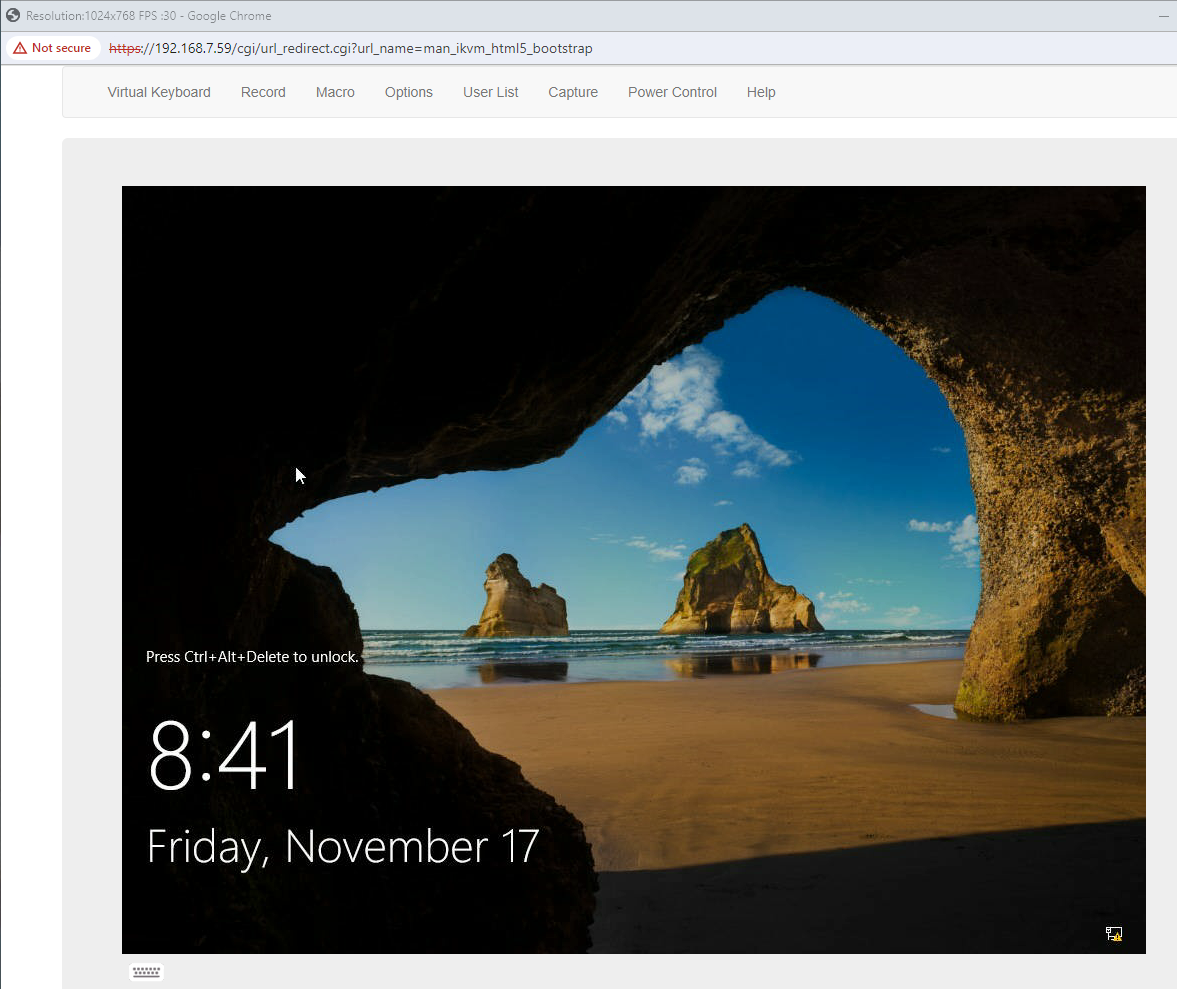 Resolution:1024x768 FPS :30 - Google Chrome
Not secure https://192.168.7.59/cgi/url_redirect.cgi?url_name=man_ikvm_html5_bootstrap
Virtual Keyboard Record Macro Options User List Capture Power Control Help
Press Ctrl+Alt+Delete to unlock.
8:41
Friday, November 17